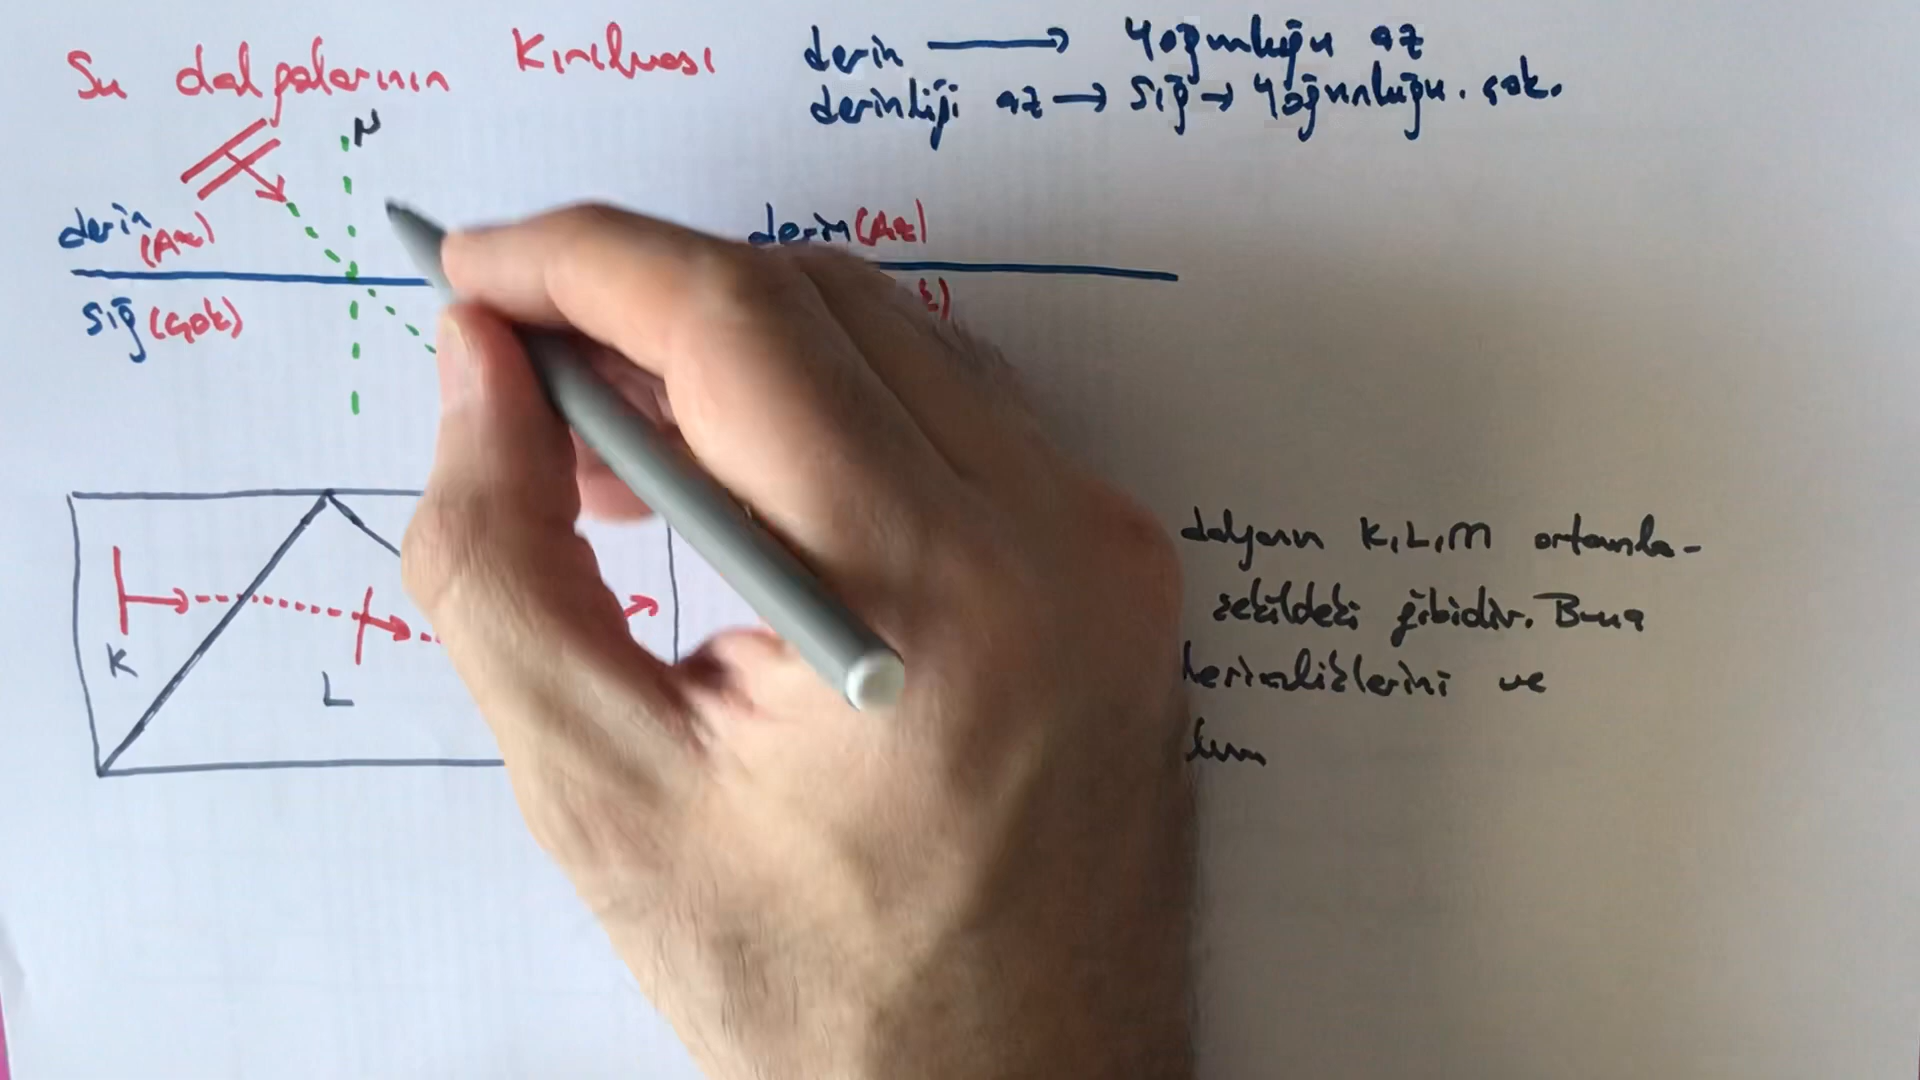 Su dalgalarının Kırılması
derin → Yoğunluğu az
derinliği az → sığ → Yoğunluğu. çok.
N
derin (Az)
sığ (Çok)
derin (Az)
K
L
dalganın K, L, M ortamla-
şekildeki gibidir. Buna
derinliklerini ve